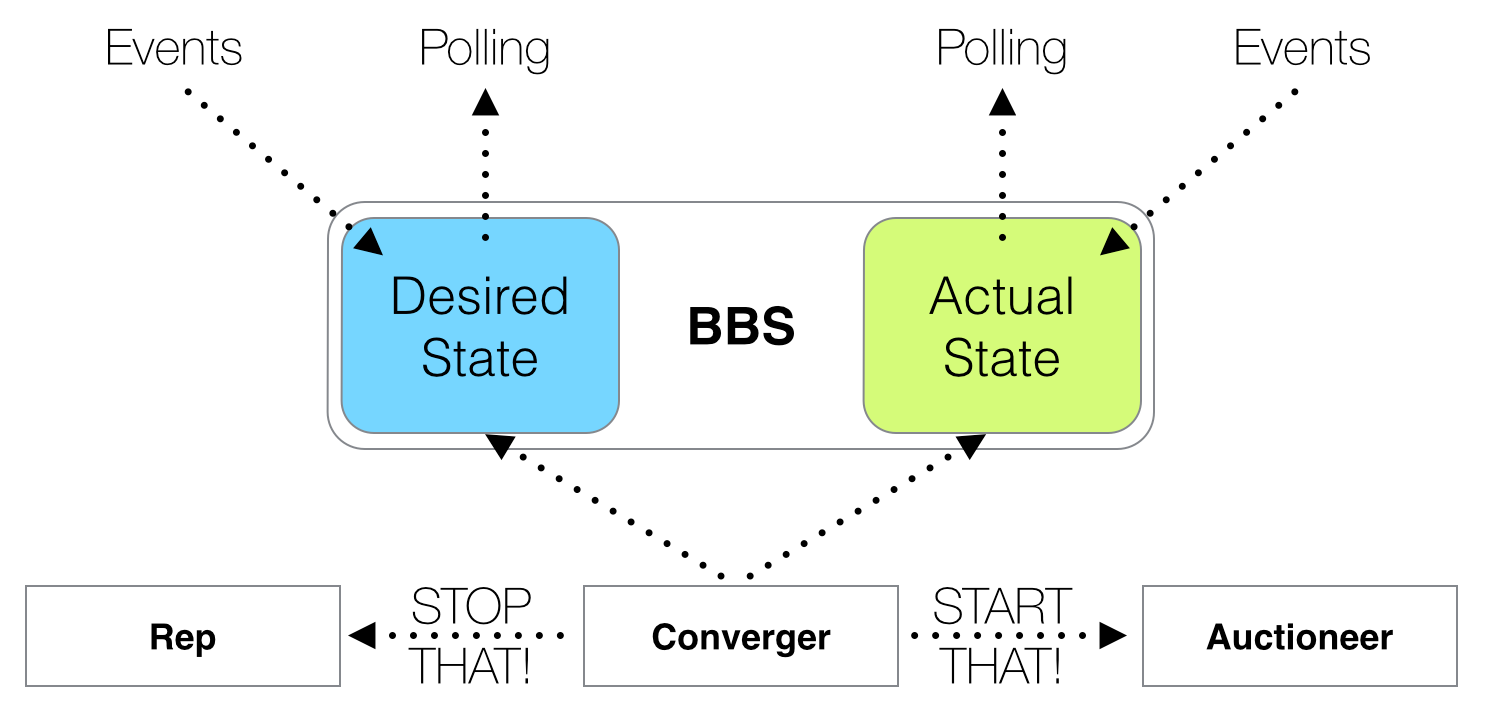 Events
Polling
Polling
Events
Desired
State
BBS
Actual
State
Rep
STOP
THAT!
Converger
START
THAT!
Auctioneer